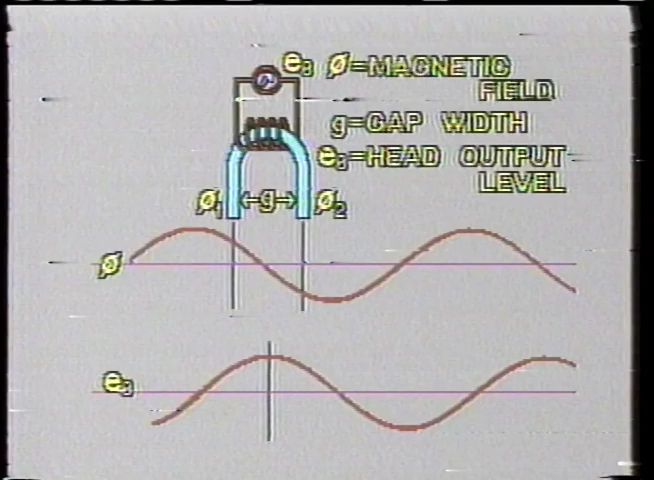 e₃ ø=MAGNETIC
FIELD
g=GAP WIDTH
e₃=HEAD OUTPUT
LEVEL
ø₁ ←g→ ø₂
ø
e₃